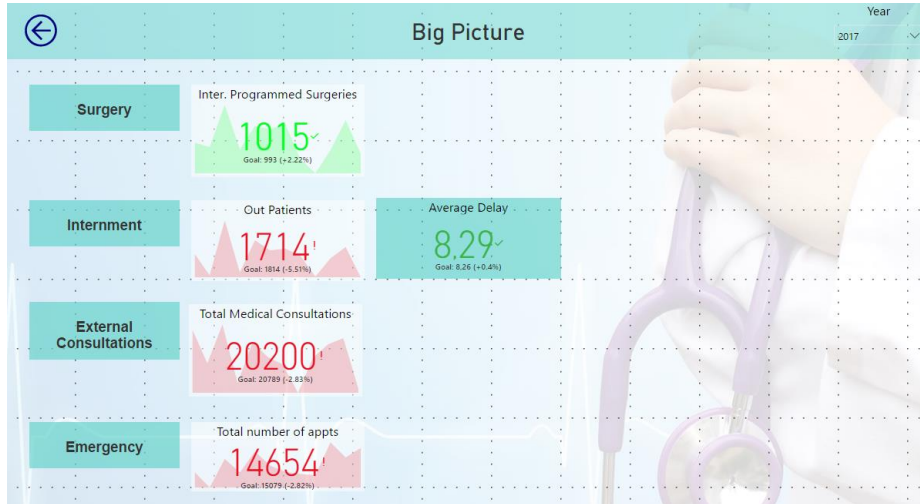 Big Picture
Year
2017
Surgery
Inter. Programmed Surgeries
1015
Goal: 993 (+2.22%)
Internment
Out Patients
1714!
Goal: 1814 (-5.51%)
Average Delay
8,29
Goal: 8,26 (+0.4%)
External
Consultations
Total Medical Consultations
20200!
Goal: 20789 (-2.83%)
Emergency
Total number of appts
14654!
Goal: 15079 (-2.82%)